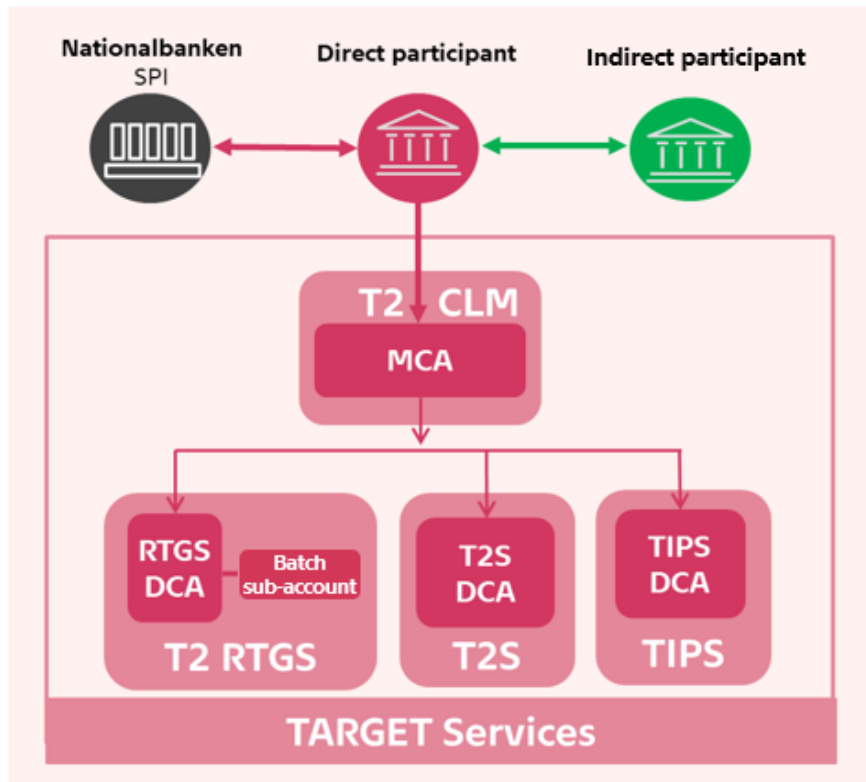 Nationalbanken
SPI
Direct participant
Indirect participant
T2 CLM
MCA
RTGS
DCA
Batch
sub-account
T2 RTGS
T2S
DCA
T2S
TIPS
DCA
TIPS
TARGET Services